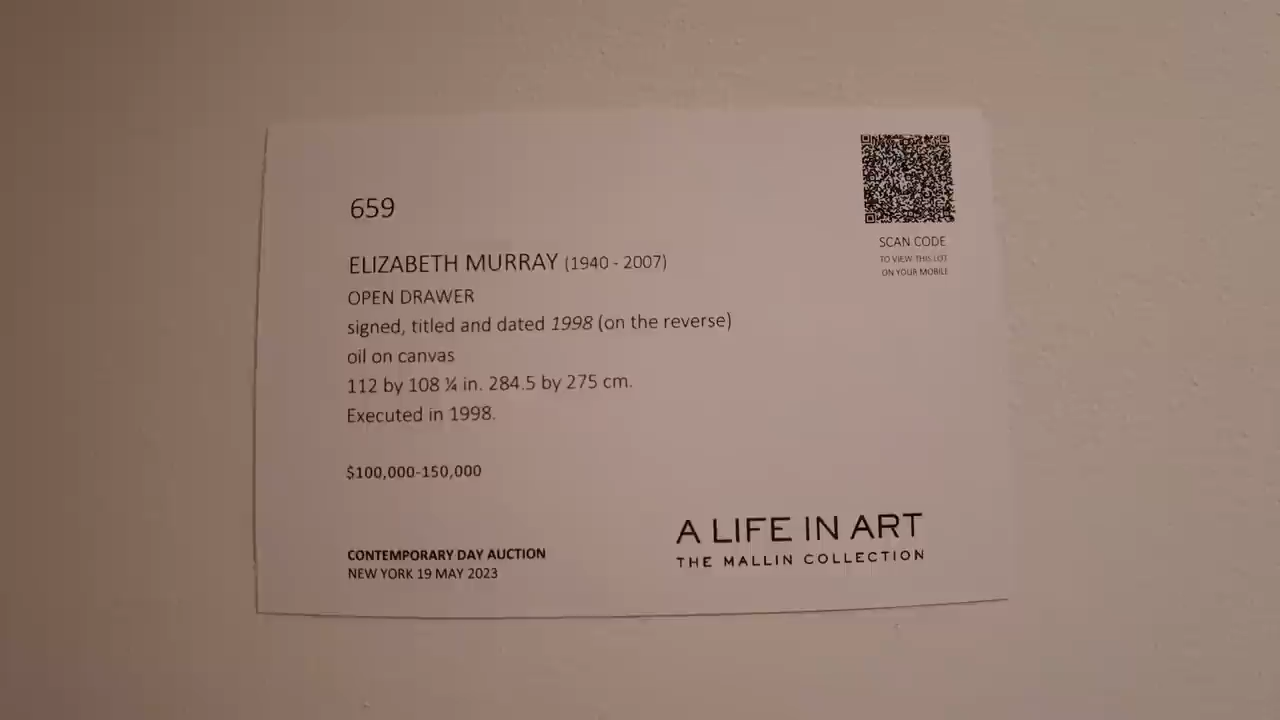 659
SCAN CODE
TO VIEW THIS LOT
ON YOUR MOBILE
ELIZABETH MURRAY (1940 - 2007)
OPEN DRAWER
signed, titled and dated 1998 (on the reverse)
oil on canvas
112 by 108 ¼ in. 284.5 by 275 cm.
Executed in 1998.
$100,000-150,000
CONTEMPORARY DAY AUCTION
NEW YORK 19 MAY 2023
A LIFE IN ART
THE MALLIN COLLECTION